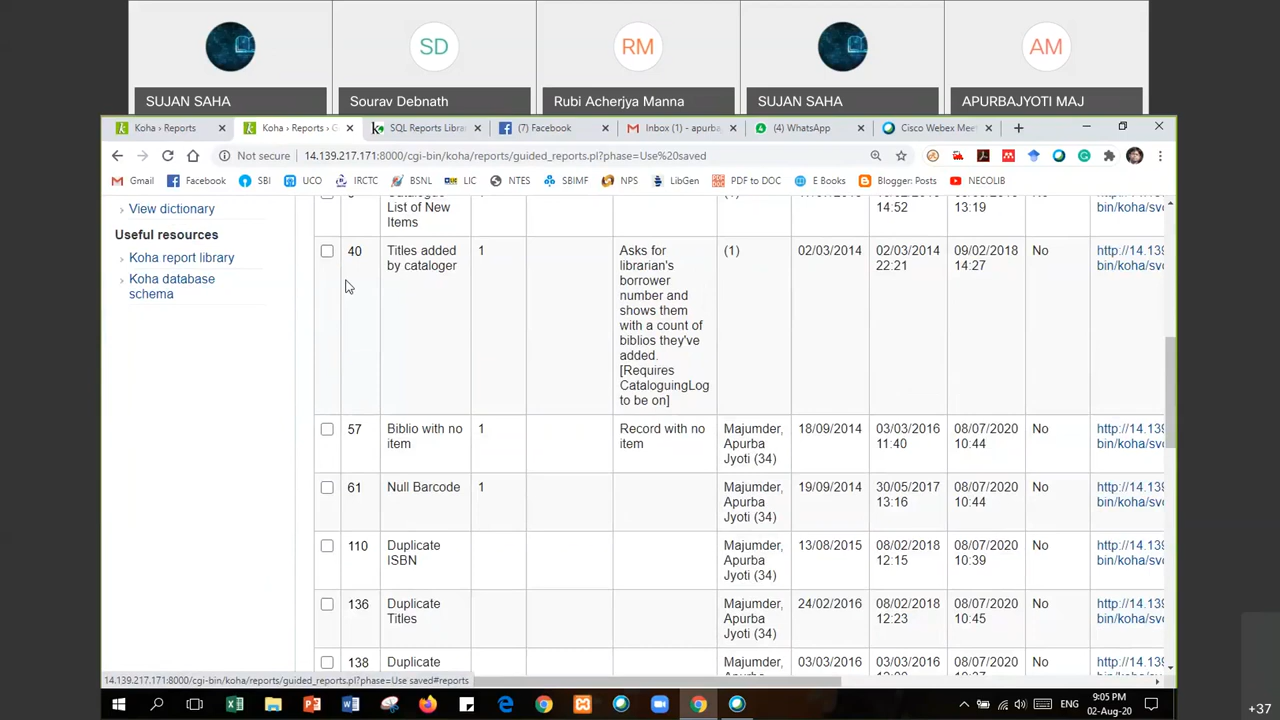 SD
RM
AM
SUJAN SAHA
Sourav Debnath
Rubi Acherjya Manna
SUJAN SAHA
APURBAJYOTI MAJ
Koha › Reports
Koha › Reports › G
SQL Reports Libra
(7) Facebook
Inbox (1) - apurba
(4) WhatsApp
Cisco Webex Mee
Not secure
14.139.217.171:8000/cgi-bin/koha/reports/guided_reports.pl?phase=Use%20saved
Gmail
Facebook
SBI
UCO
IRCTC
BSNL
LIC
NTES
SBIMF
NPS
LibGen
PDF to DOC
E Books
Blogger: Posts
NECOLIB
View dictionary
Useful resources
Koha report library
Koha database
schema
List of New
Items
14:52
13:19
bin/koha/svc
40
Titles added
by cataloger
1
Asks for
librarian's
borrower
number and
shows them
with a count of
biblios they've
added.
[Requires
CataloguingLog
to be on]
(1)
02/03/2014
02/03/2014
22:21
09/02/2018
14:27
No
http://14.139
bin/koha/svc
57
Biblio with no
item
1
Record with no
item
Majumder,
Apurba
Jyoti (34)
18/09/2014
03/03/2016
11:40
08/07/2020
10:44
No
http://14.139
bin/koha/svc
61
Null Barcode
1
Majumder,
Apurba
Jyoti (34)
19/09/2014
30/05/2017
13:16
08/07/2020
10:44
No
http://14.139
bin/koha/svc
110
Duplicate
ISBN
Majumder,
Apurba
Jyoti (34)
13/08/2015
08/02/2018
12:15
08/07/2020
10:39
No
http://14.139
bin/koha/svc
136
Duplicate
Titles
Majumder,
Apurba
Jyoti (34)
24/02/2016
08/02/2018
12:23
08/07/2020
10:45
No
http://14.139
bin/koha/svc
138
Duplicate
Majumder,
03/03/2016
03/03/2016
08/07/2020
No
http://14.139
14.139.217.171:8000/cgi-bin/koha/reports/guided_reports.pl?phase=Use saved#reports
ENG
9:05 PM
02-Aug-20
+37